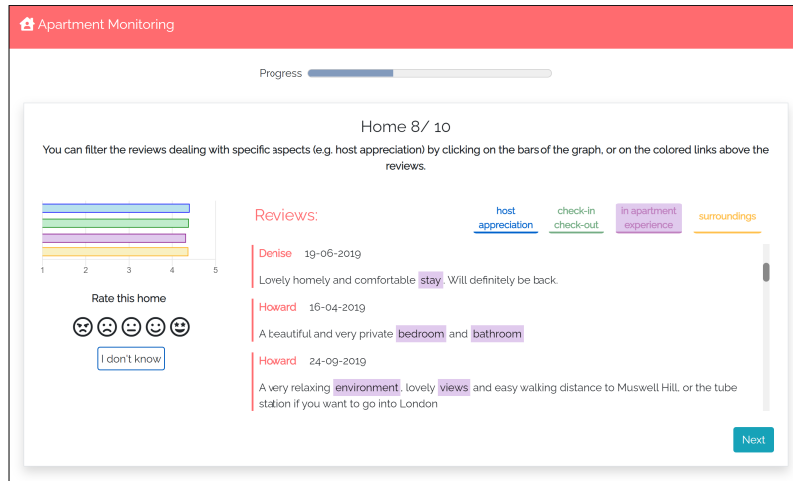 Apartment Monitoring
Progress
Home 8/ 10
You can filter the reviews dealing with specific aspects (e.g. host appreciation) by clicking on the bars of the graph, or on the colored links above the
reviews.
1 2 3 4 5
Rate this home
I don't know
Reviews:
host
appreciation
check-in
check-out
in apartment
experience
surroundings
Denise 19-06-2019
Lovely homely and comfortable stay. Will definitely be back.
Howard 16-04-2019
A beautiful and very private bedroom and bathroom
Howard 24-09-2019
A very relaxing environment, lovely views and easy walking distance to Muswell Hill, or the tube
station if you want to go into London
Next